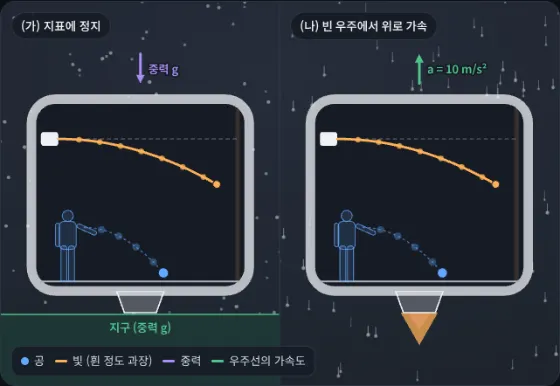 (가) 지표에 정지
(나) 빈 우주에서 위로 가속
중력 g
a = 10 m/s²
지구 (중력 g)
공
빛 (휜 정도 과장)
중력
우주선의 가속도